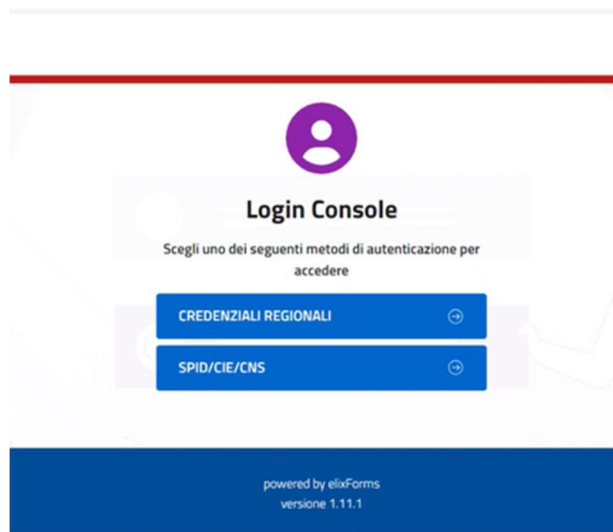 Login Console
Scegli uno dei seguenti metodi di autenticazione per
accedere
CREDENZIALI REGIONALI
SPID/CIE/CNS
powered by elixForms
versione 1.11.1